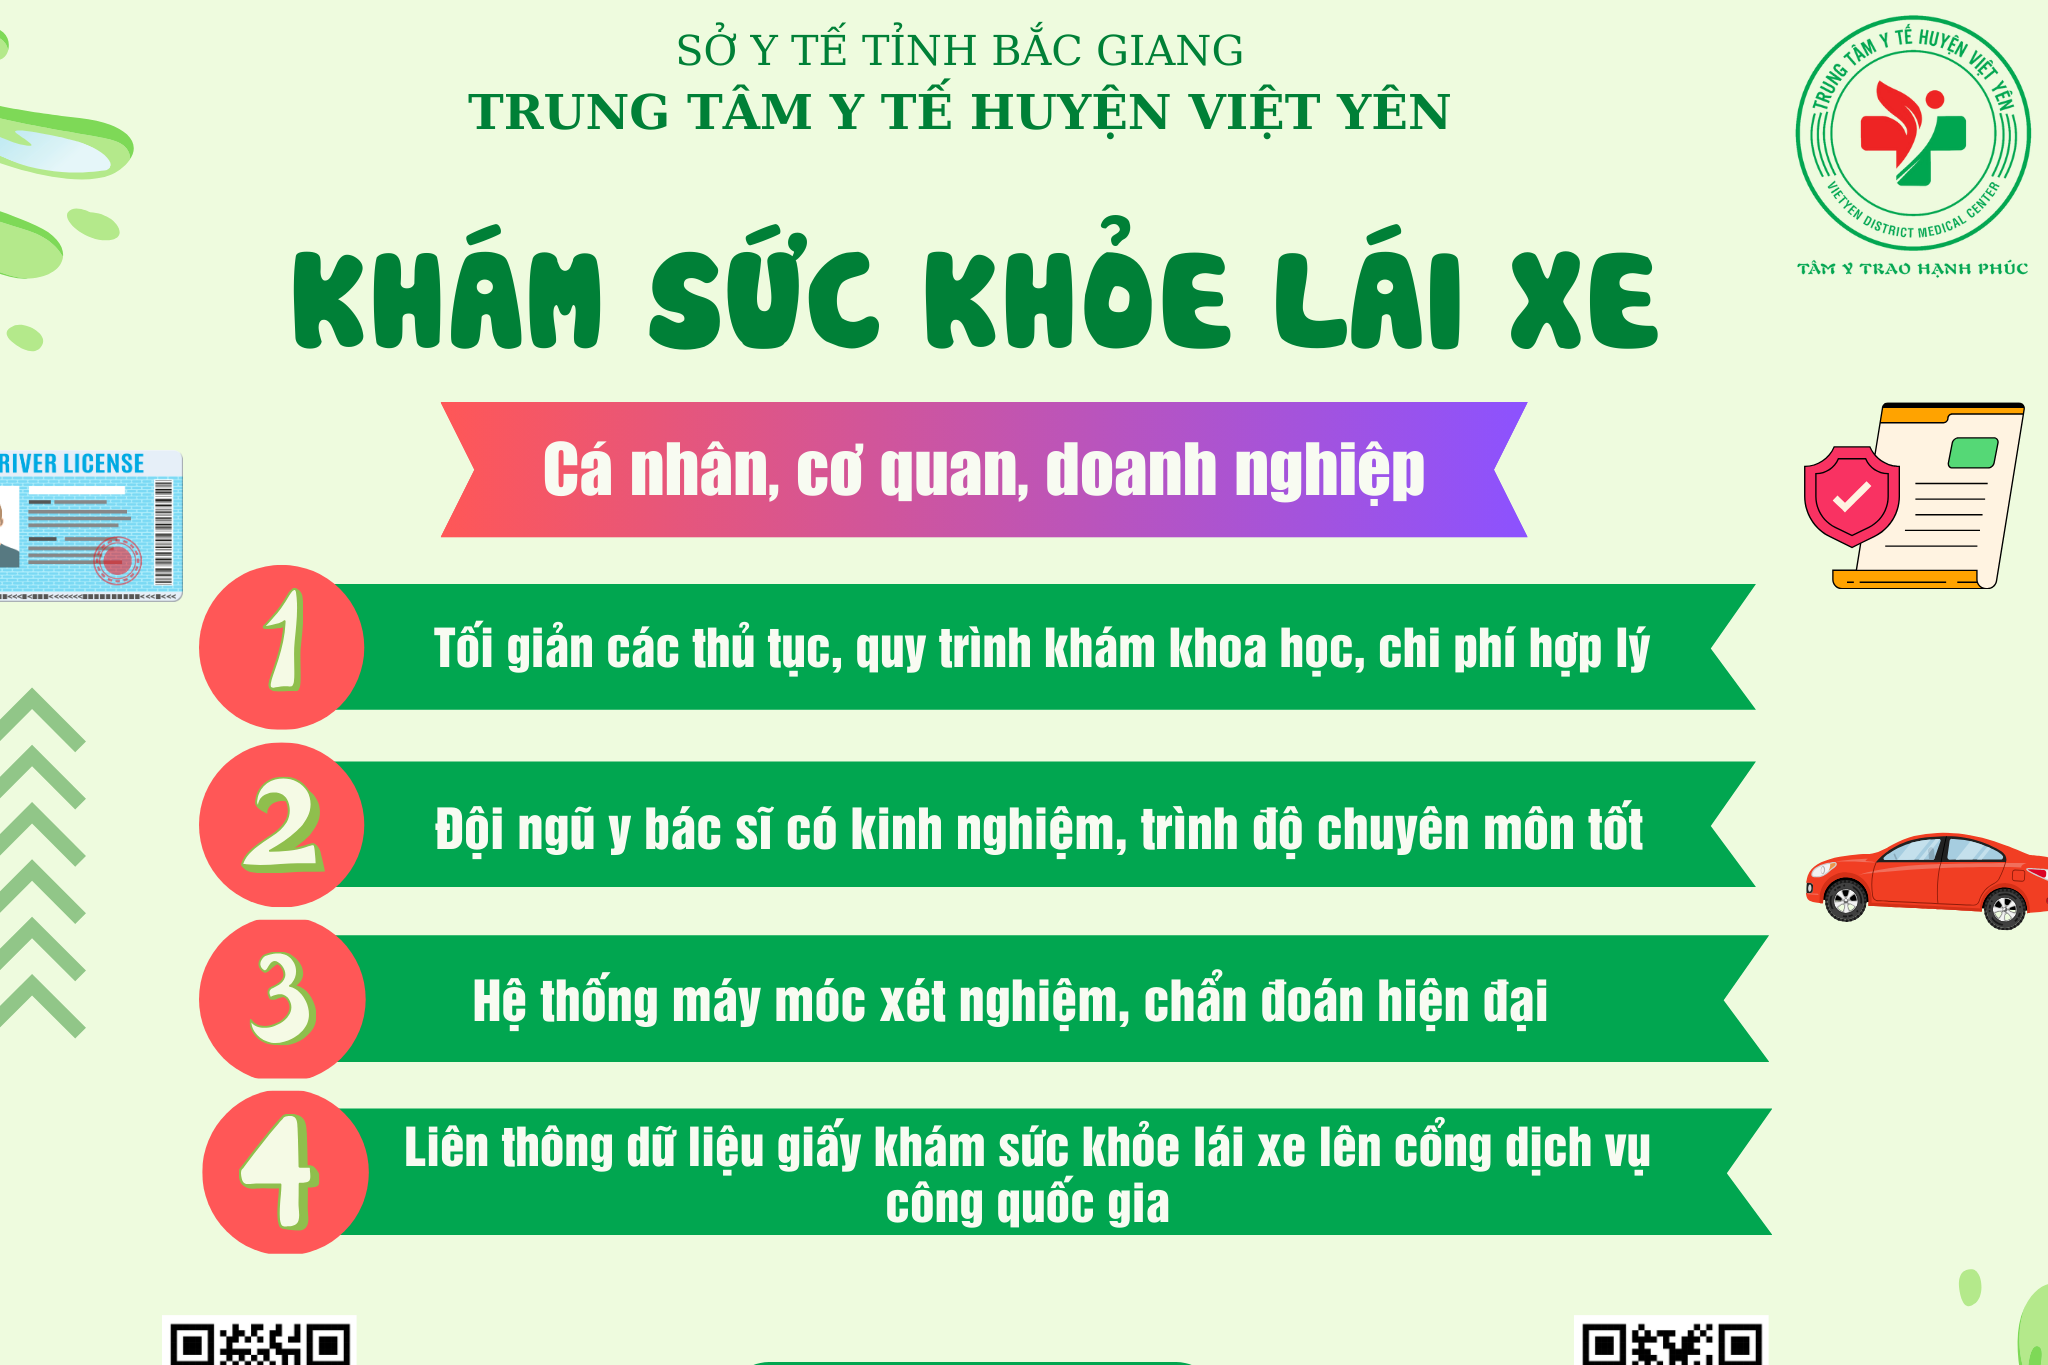 SỞ Y TẾ TỈNH BẮC GIANG
TRUNG TÂM Y TẾ HUYỆN VIỆT YÊN
TRUNG TÂM Y TẾ HUYỆN VIỆT YÊN
VIETYEN DISTRICT MEDICAL CENTER
TÂM Y TRAO HẠNH PHÚC
KHÁM SỨC KHỎE LÁI XE
Cá nhân, cơ quan, doanh nghiệp
RIVER LICENSE
1
Tối giản các thủ tục, quy trình khám khoa học, chi phí hợp lý
2
Đội ngũ y bác sĩ có kinh nghiệm, trình độ chuyên môn tốt
3
Hệ thống máy móc xét nghiệm, chẩn đoán hiện đại
4
Liên thông dữ liệu giấy khám sức khỏe lái xe lên cổng dịch vụ
công quốc gia